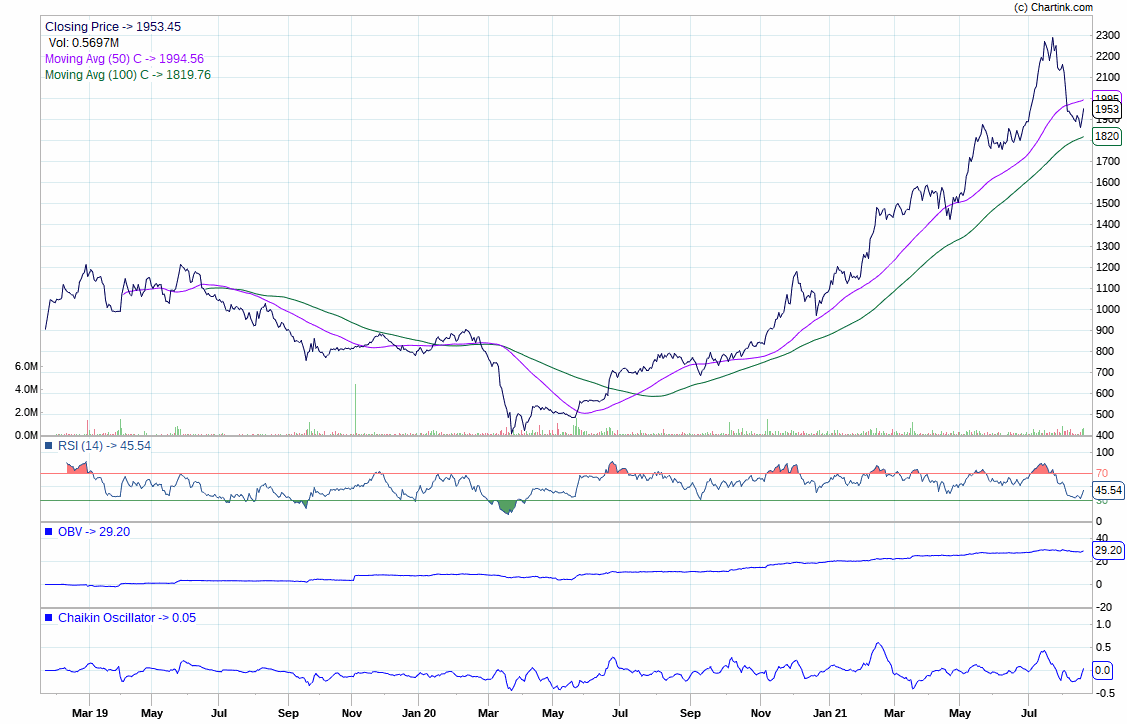 (c) Chartink.com
Closing Price -> 1953.45
Vol: 0.5697M
Moving Avg (50) C -> 1994.56
Moving Avg (100) C -> 1819.76
2300
2200
2100
1995
1953
1900
1820
1700
1600
1500
1400
1300
1200
1100
1000
900
800
700
600
500
400
6.0M
4.0M
2.0M
0.0M
RSI (14) -> 45.54
100
70
45.54
30
0
OBV -> 29.20
40
29.20
20
0
-20
Chaikin Oscillator -> 0.05
1.0
0.5
0.0
-0.5
Mar 19 May Jul Sep Nov Jan 20 Mar May Jul Sep Nov Jan 21 Mar May Jul